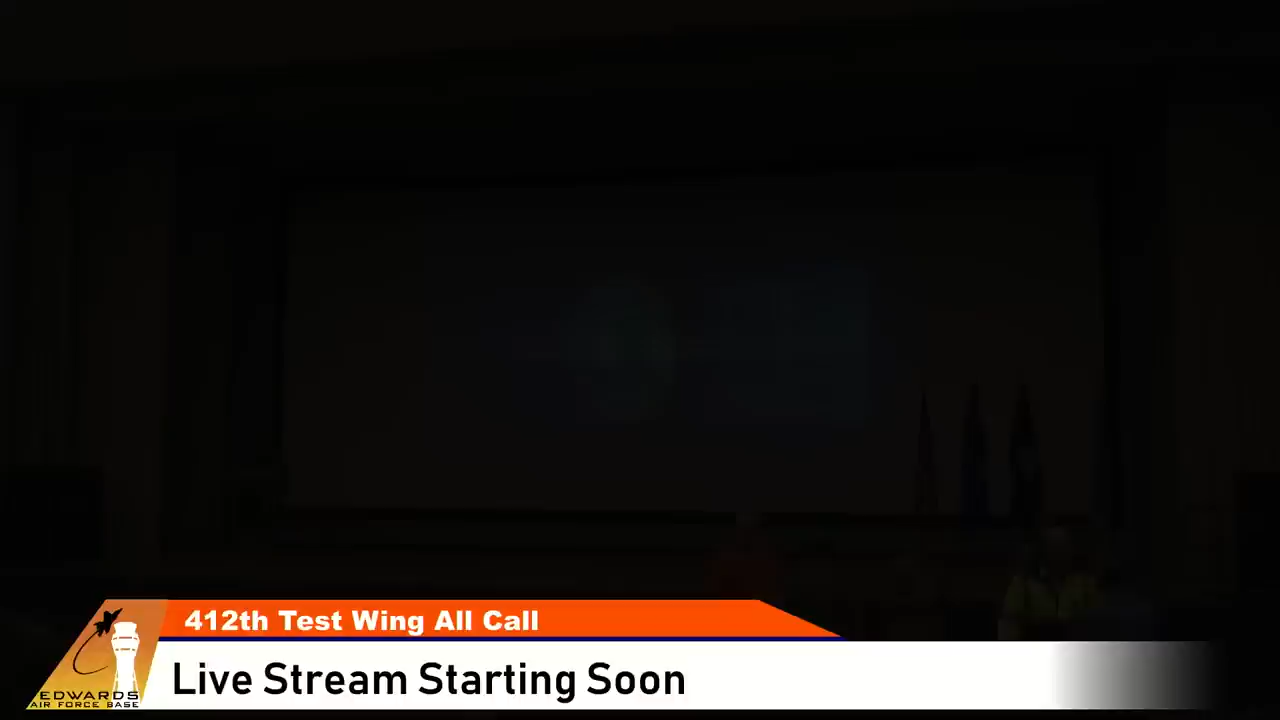 412th Test Wing All Call
Live Stream Starting Soon
EDWARDS
AIR FORCE BASE